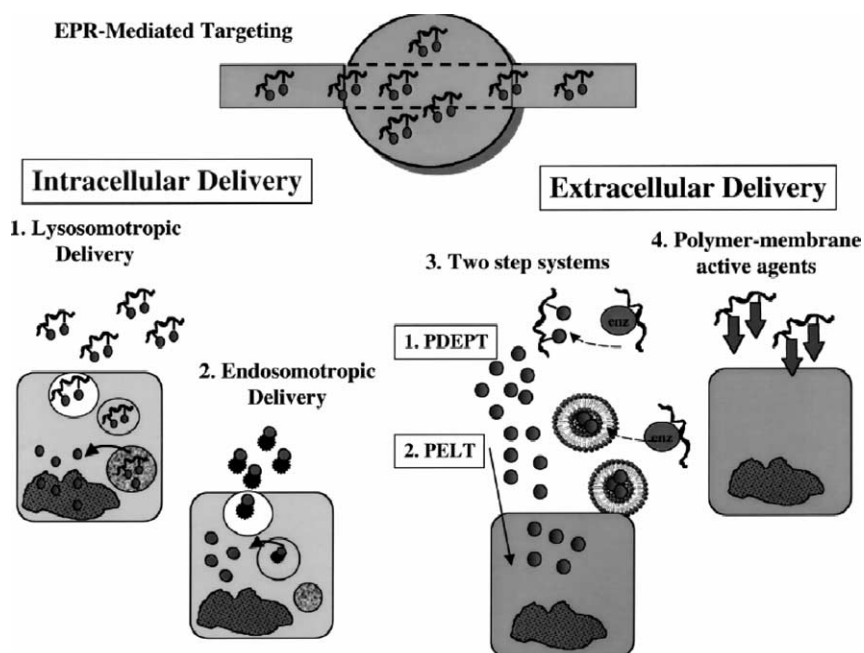 EPR-Mediated Targeting
Intracellular Delivery
1. Lysosomotropic
Delivery
2. Endosomotropic
Delivery
Extracellular Delivery
3. Two step systems
1. PDEPT
enz
2. PELT
enz
4. Polymer-membrane
active agents